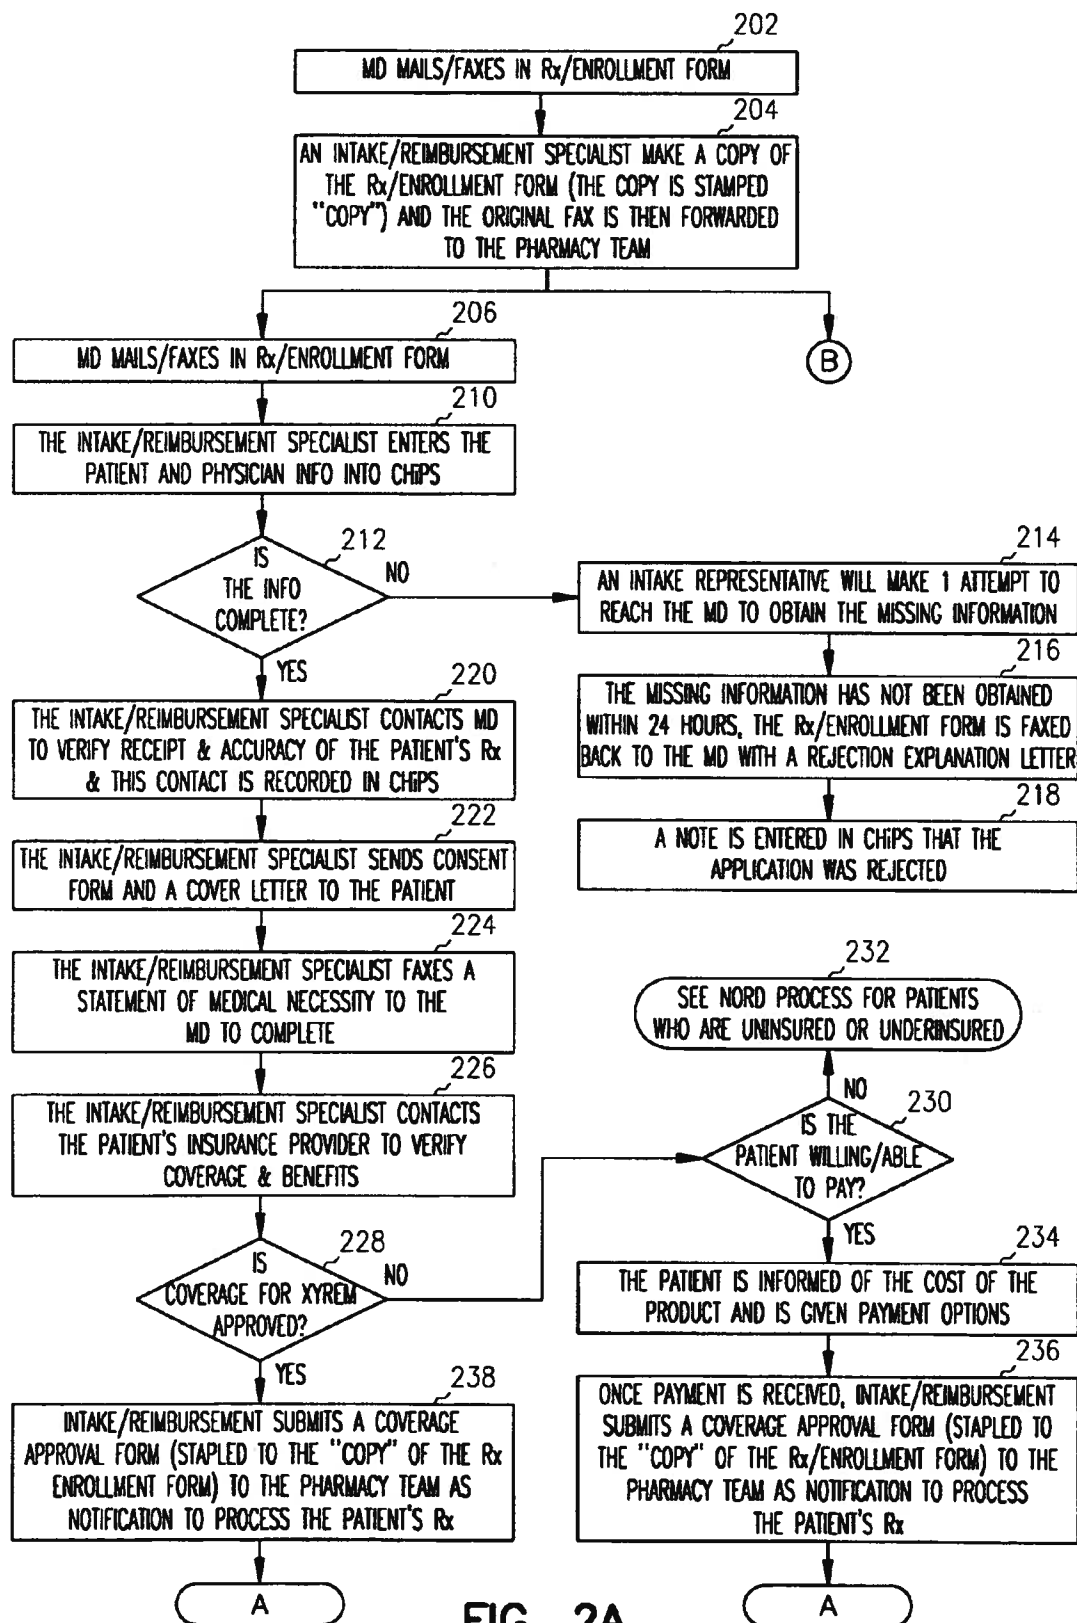 202
MD MAILS/FAXES IN Rx/ENROLLMENT FORM
204
AN INTAKE/REIMBURSEMENT SPECIALIST MAKE A COPY OF
THE Rx/ENROLLMENT FORM (THE COPY IS STAMPED
"COPY") AND THE ORIGINAL FAX IS THEN FORWARDED
TO THE PHARMACY TEAM
206
MD MAILS/FAXES IN Rx/ENROLLMENT FORM
B
210
THE INTAKE/REIMBURSEMENT SPECIALIST ENTERS THE
PATIENT AND PHYSICIAN INFO INTO CHiPS
212
IS
THE INFO
COMPLETE?
NO
YES
214
AN INTAKE REPRESENTATIVE WILL MAKE 1 ATTEMPT TO
REACH THE MD TO OBTAIN THE MISSING INFORMATION
216
THE MISSING INFORMATION HAS NOT BEEN OBTAINED
WITHIN 24 HOURS, THE Rx/ENROLLMENT FORM IS FAXED
BACK TO THE MD WITH A REJECTION EXPLANATION LETTER
218
A NOTE IS ENTERED IN CHiPS THAT THE
APPLICATION WAS REJECTED
220
THE INTAKE/REIMBURSEMENT SPECIALIST CONTACTS MD
TO VERIFY RECEIPT & ACCURACY OF THE PATIENT'S Rx
& THIS CONTACT IS RECORDED IN CHiPS
222
THE INTAKE/REIMBURSEMENT SPECIALIST SENDS CONSENT
FORM AND A COVER LETTER TO THE PATIENT
224
THE INTAKE/REIMBURSEMENT SPECIALIST FAXES A
STATEMENT OF MEDICAL NECESSITY TO THE
MD TO COMPLETE
226
THE INTAKE/REIMBURSEMENT SPECIALIST CONTACTS
THE PATIENT'S INSURANCE PROVIDER TO VERIFY
COVERAGE & BENEFITS
228
IS
COVERAGE FOR XYREM
APPROVED?
NO
YES
232
SEE NORD PROCESS FOR PATIENTS
WHO ARE UNINSURED OR UNDERINSURED
NO
230
IS THE
PATIENT WILLING/ABLE
TO PAY?
YES
234
THE PATIENT IS INFORMED OF THE COST OF THE
PRODUCT AND IS GIVEN PAYMENT OPTIONS
236
ONCE PAYMENT IS RECEIVED, INTAKE/REIMBURSEMENT
SUBMITS A COVERAGE APPROVAL FORM (STAPLED TO
THE "COPY" OF THE Rx/ENROLLMENT FORM) TO THE
PHARMACY TEAM AS NOTIFICATION TO PROCESS
THE PATIENT'S Rx
A
238
INTAKE/REIMBURSEMENT SUBMITS A COVERAGE
APPROVAL FORM (STAPLED TO THE "COPY" OF THE Rx
ENROLLMENT FORM) TO THE PHARMACY TEAM AS
NOTIFICATION TO PROCESS THE PATIENT'S Rx
A
FIG. 2A